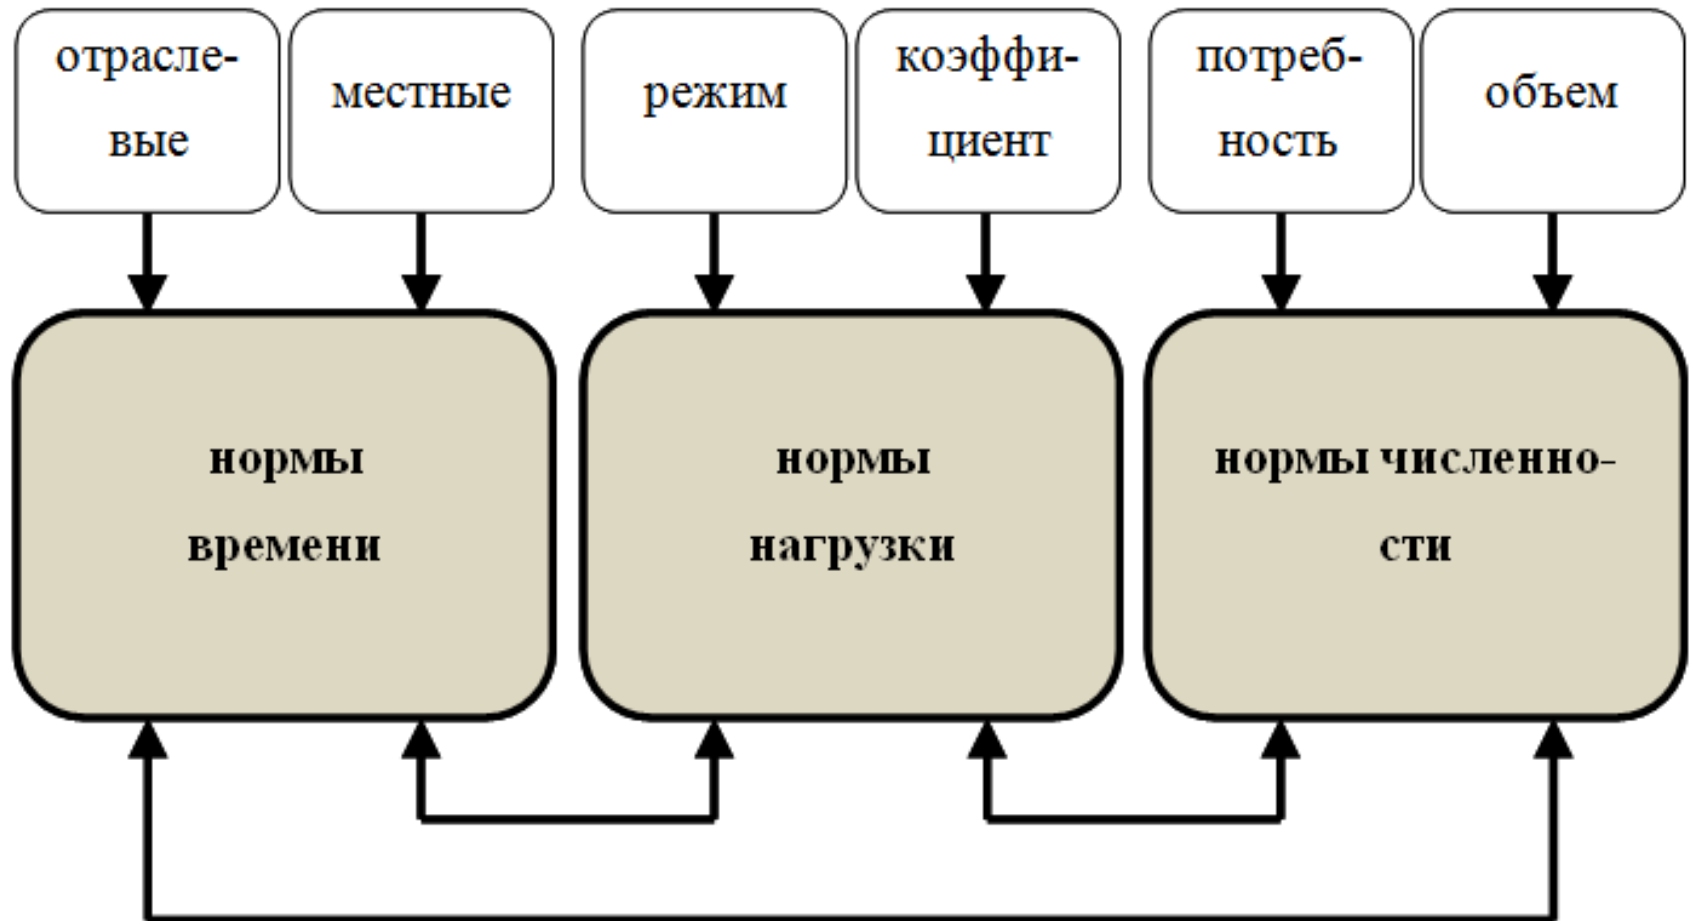 отрасле-
вые
местные
режим
коэффи-
циент
потреб-
ность
объем
нормы
времени
нормы
нагрузки
нормы численно-
сти